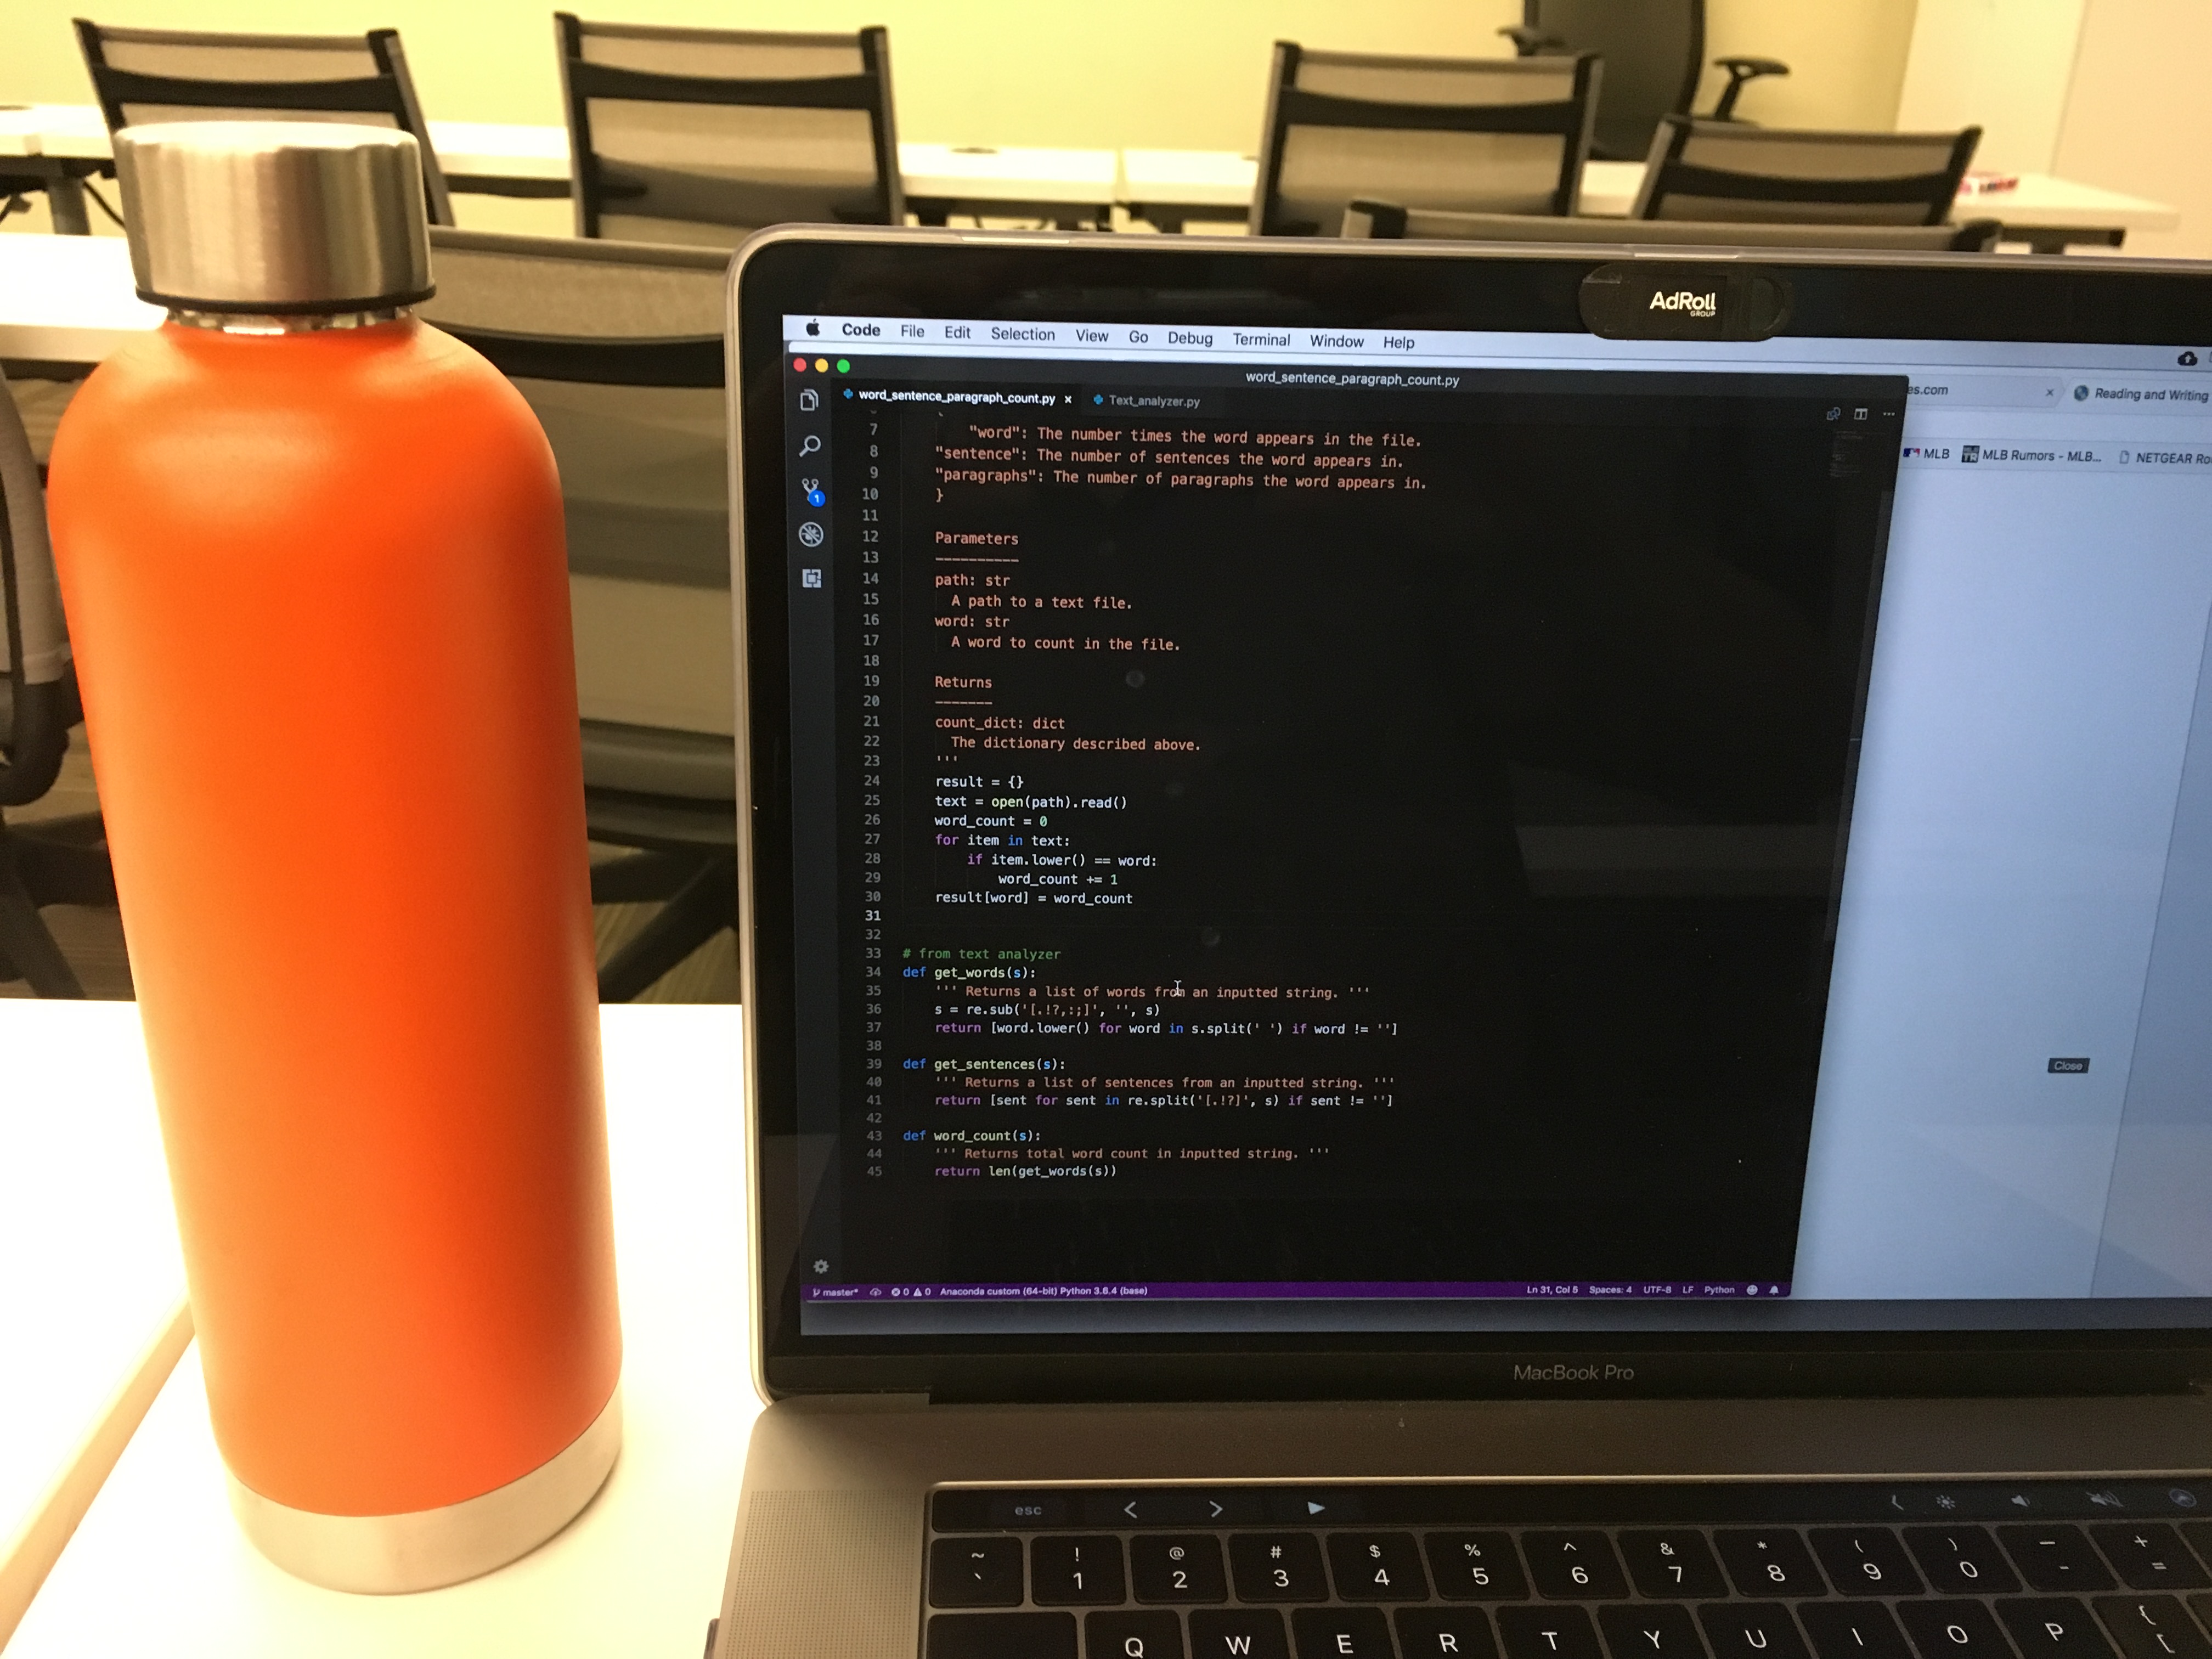 AdRoll
GROUP
Code File Edit Selection View Go Debug Terminal Window Help
word_sentence_paragraph_count.py
es.com × Reading and Writing
word_sentence_paragraph_count.py × Text_analyzer.py
MLB MLB Rumors - MLB... NETGEAR Ro
7 "word": The number times the word appears in the file.
8 "sentence": The number of sentences the word appears in.
9 "paragraphs": The number of paragraphs the word appears in.
10 }
11
12 Parameters
13 ----------
14 path: str
15 A path to a text file.
16 word: str
17 A word to count in the file.
18
19 Returns
20 -------
21 count_dict: dict
22 The dictionary described above.
23 '''
24 result = {}
25 text = open(path).read()
26 word_count = 0
27 for item in text:
28 if item.lower() == word:
29 word_count += 1
30 result[word] = word_count
31
32
33 # from text analyzer
34 def get_words(s):
35 ''' Returns a list of words from an inputted string. '''
36 s = re.sub('[.!?,:;]', '', s)
37 return [word.lower() for word in s.split(' ') if word != '']
38
39 def get_sentences(s):
40 ''' Returns a list of sentences from an inputted string. '''
41 return [sent for sent in re.split('[.!?]', s) if sent != '']
42
43 def word_count(s):
44 ''' Returns total word count in inputted string. '''
45 return len(get_words(s))
1
Close
master* 0 0 Anaconda custom (64-bit) Python 3.6.4 (base) Ln 31, Col 5 Spaces: 4 UTF-8 LF Python
MacBook Pro
esc < >
~ ! @ # $ % ^ & * ( ) — +
` 1 2 3 4 5 6 7 8 9 0 - =
Q W E R T Y U I O P { [